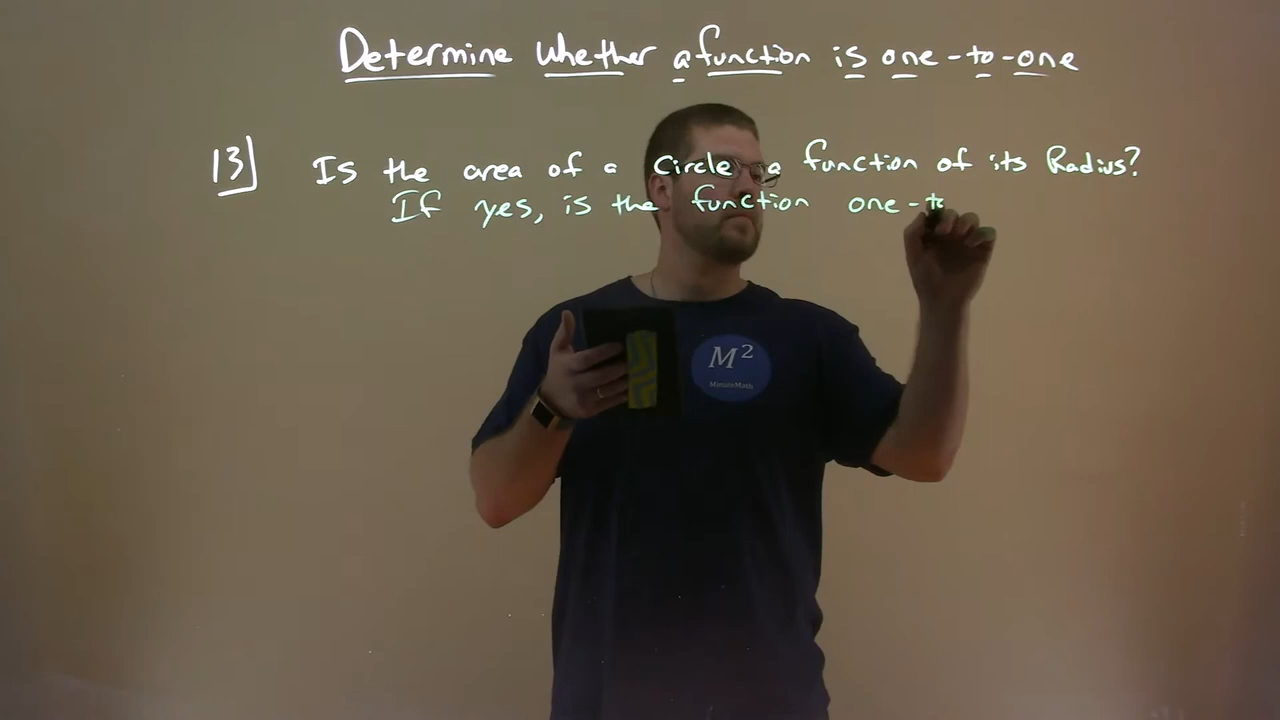 Determine whether a function is one-to-one
13] Is the area of a circle a function of its Radius?
If yes, is the function one-to
M²
MinuteMath